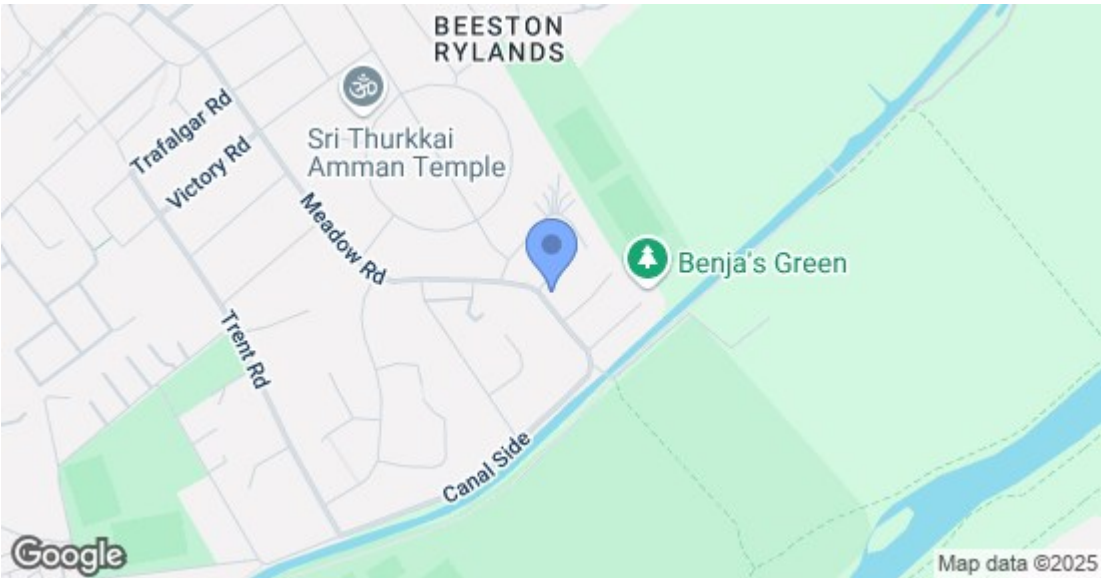 BEESTON
RYLANDS
Trafalgar Rd
ॐ
Sri Thurkkai
Amman Temple
Victory Rd
Meadow Rd
Benja's Green
Trent Rd
Canal Side
Google
Map data ©2025